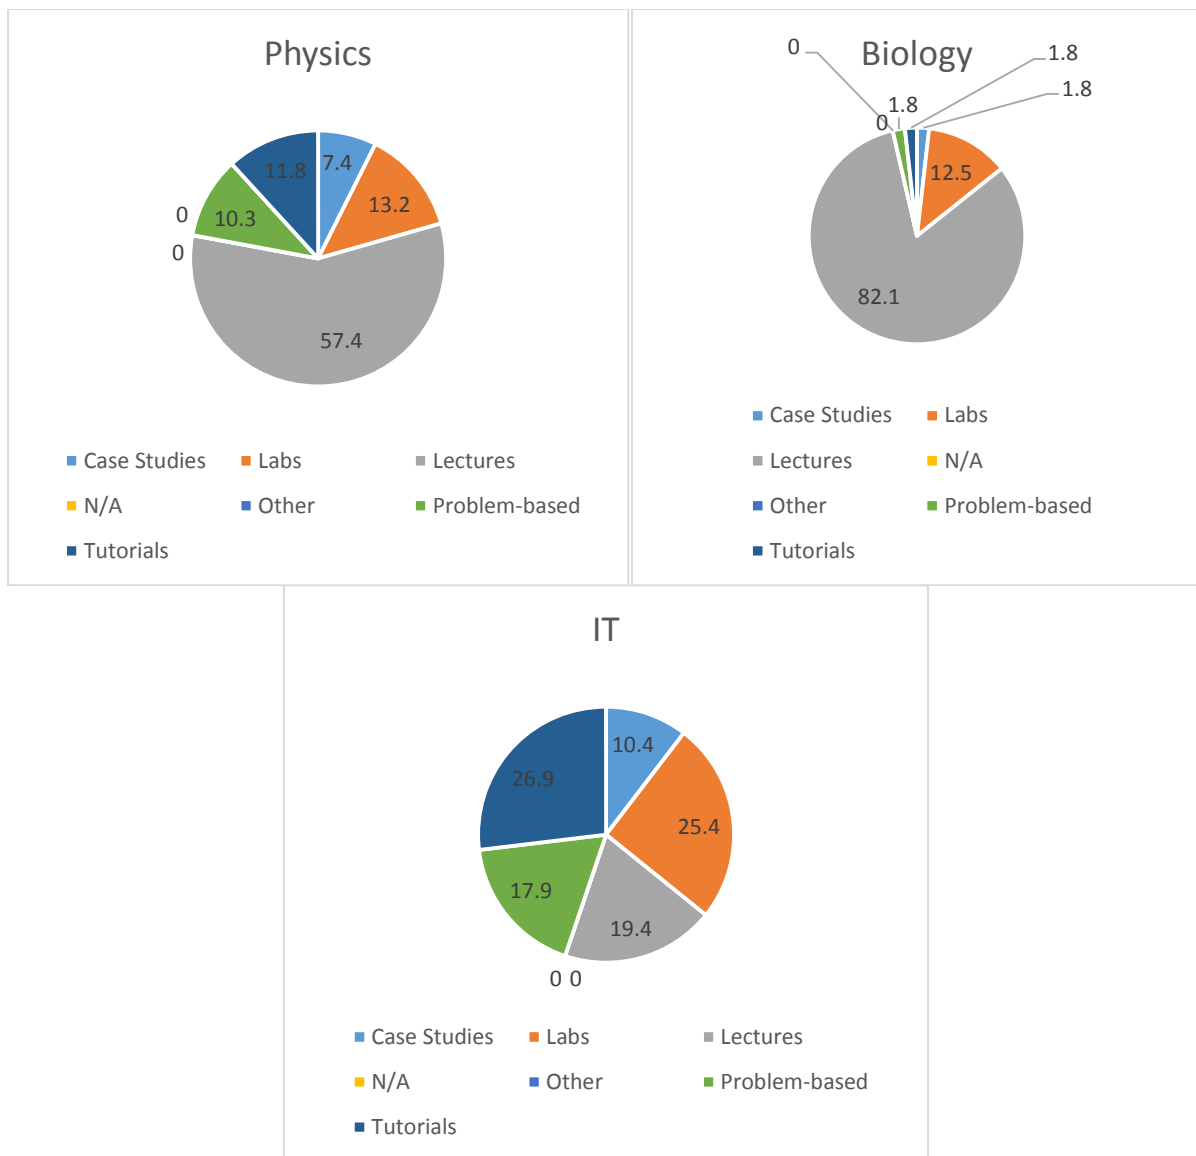 Physics
7.4
13.2
57.4
0
0
10.3
11.8
Case Studies Labs Lectures
N/A Other Problem-based
Tutorials
Biology
0
1.8
1.8
1.8
0
12.5
82.1
Case Studies Labs
Lectures N/A
Other Problem-based
Tutorials
IT
10.4
26.9
25.4
17.9
19.4
0 0
Case Studies Labs Lectures
N/A Other Problem-based
Tutorials